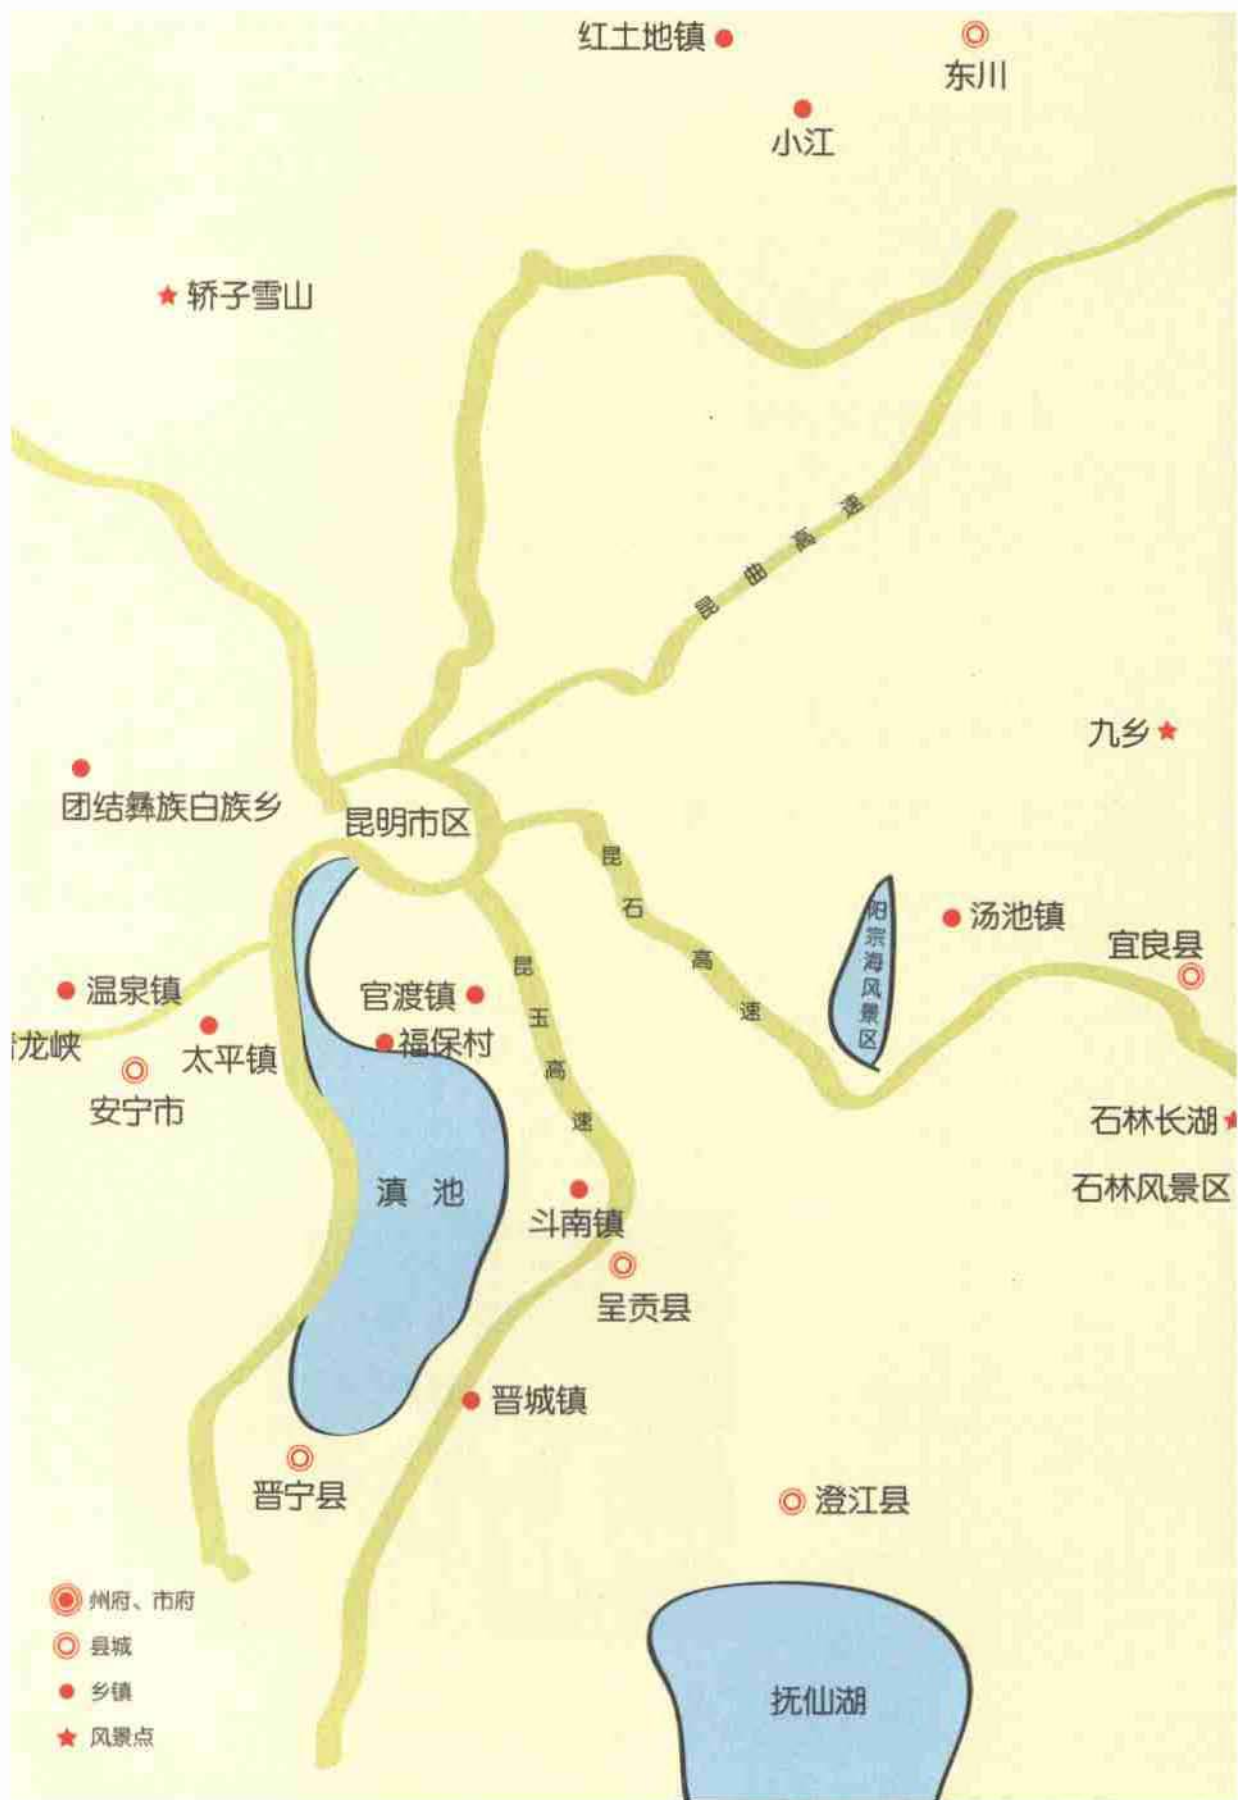 红土地镇
东川
小江
轿子雪山
昆曲高速
九乡
团结彝族白族乡
昆明市区
昆石高速
阳宗海风景区
汤池镇
宜良县
温泉镇
官渡镇
昆玉高速
福保村
龙峡
太平镇
安宁市
石林长湖
石林风景区
滇池
斗南镇
呈贡县
晋城镇
晋宁县
澄江县
州府、市府
县城
乡镇
风景点
抚仙湖